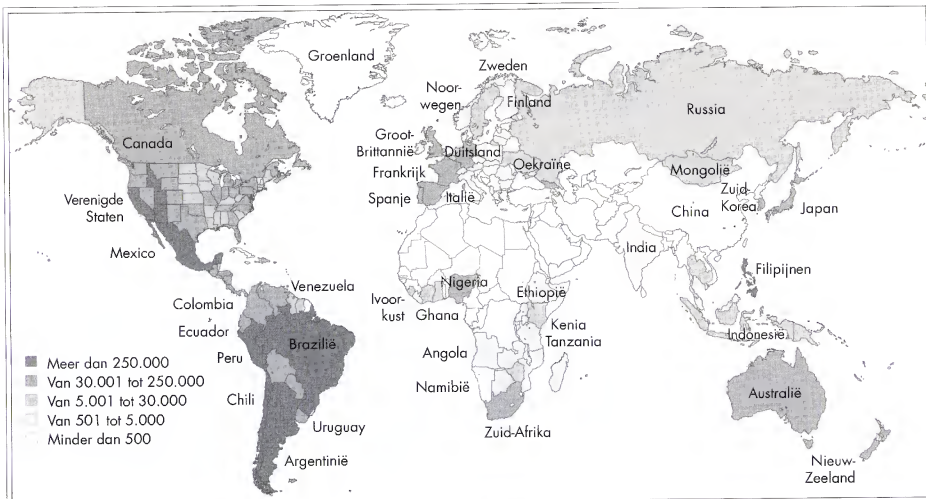 Groenland
Zweden
Noor-
wegen
Finland
Russia
Canada
Groot-
Brittannië
Duitsland
Oekraïne
Frankrijk
Mongolië
Verenigde
Staten
Spanje
Italië
Zuid-
Korea
China
Japan
Mexico
India
Venezuela
Nigeria
Filipijnen
Colombia
Ivoor-
kust
Ghana
Ethiopië
Ecuador
Kenia
Tanzania
Brazilië
Indonesië
Peru
Angola
Meer dan 250.000
Van 30.001 tot 250.000
Van 5.001 tot 30.000
Van 501 tot 5.000
Minder dan 500
Chili
Namibië
Australië
Uruguay
Zuid-Afrika
Argentinië
Nieuw-
Zeeland